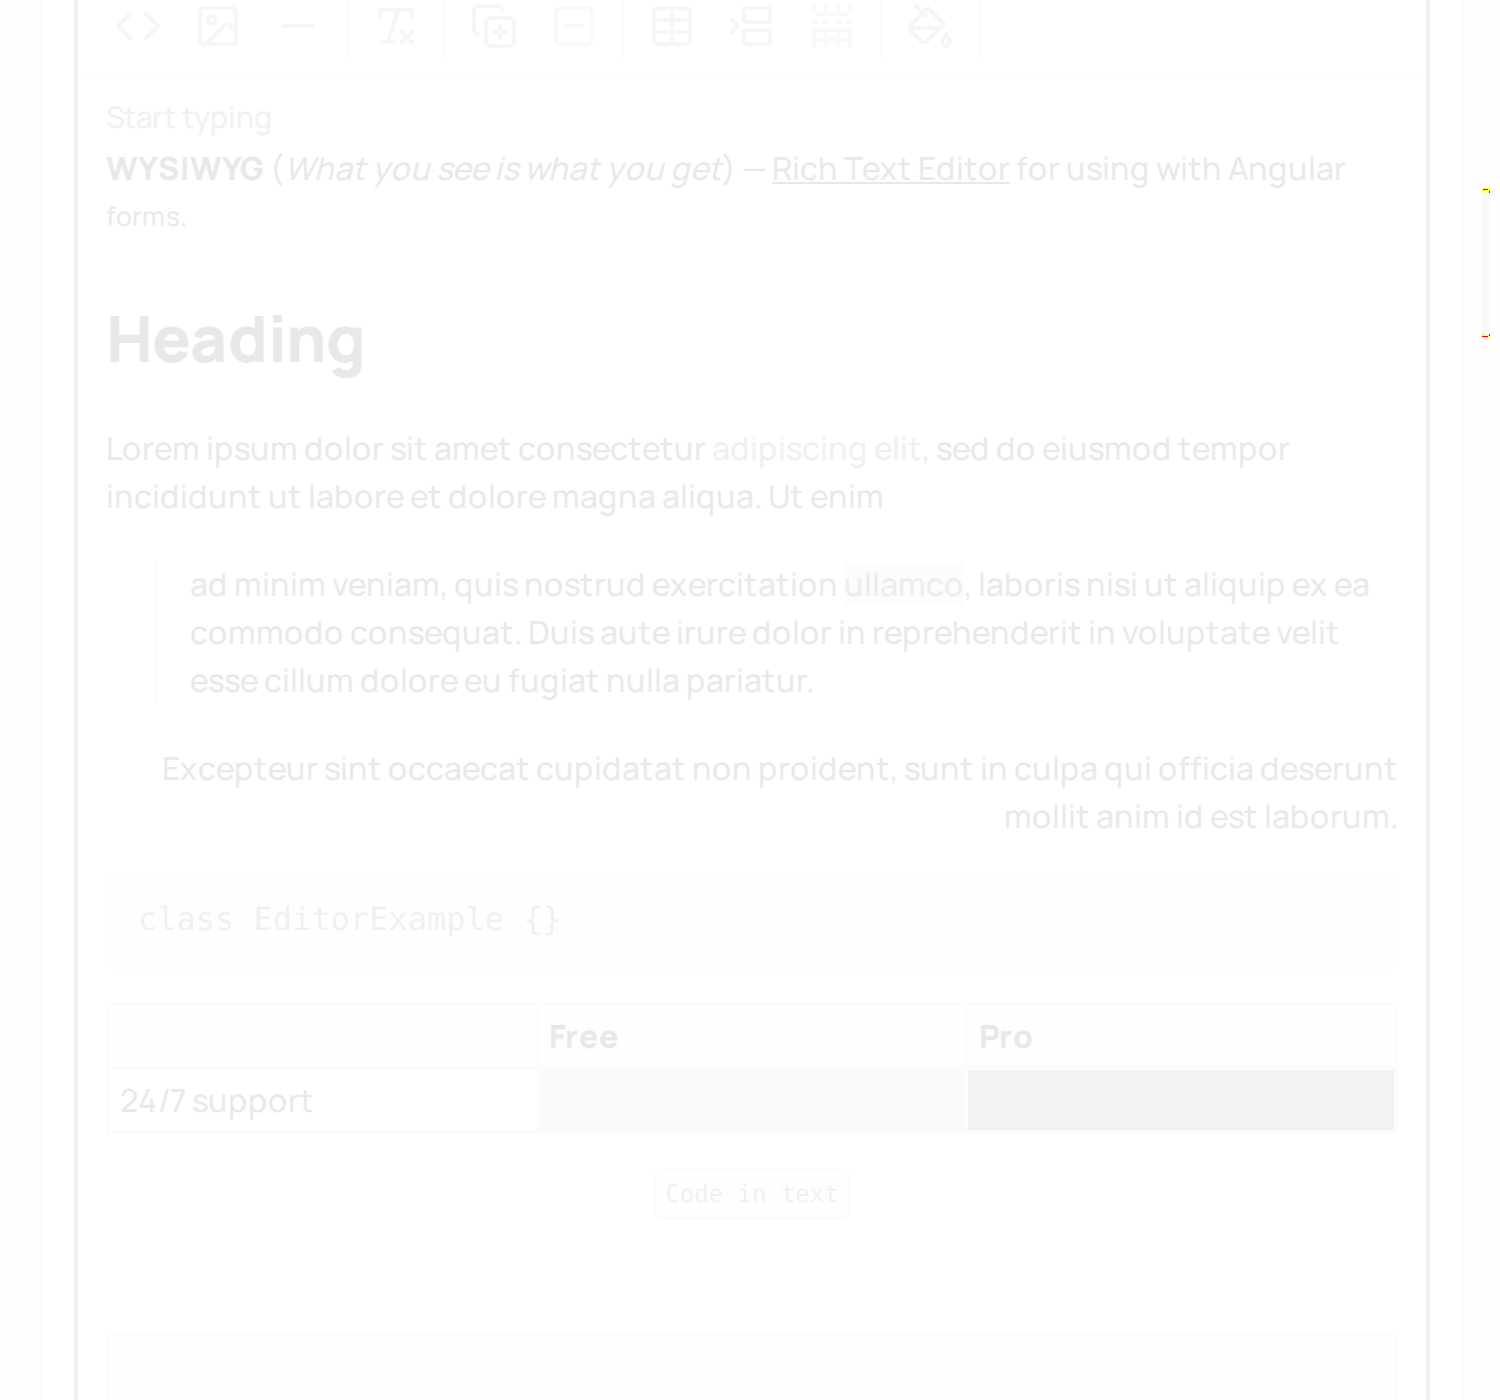 Start typing
WYSIWYG (What you see is what you get) — Rich Text Editor for using with Angular
forms.
Heading
Lorem ipsum dolor sit amet consectetur adipiscing elit, sed do eiusmod tempor
incididunt ut labore et dolore magna aliqua. Ut enim
ad minim veniam, quis nostrud exercitation ullamco, laboris nisi ut aliquip ex ea
commodo consequat. Duis aute irure dolor in reprehenderit in voluptate velit
esse cillum dolore eu fugiat nulla pariatur.
Excepteur sint occaecat cupidatat non proident, sunt in culpa qui officia deserunt
mollit anim id est laborum.
class EditorExample {}
Free Pro
24/7 support
Code in text